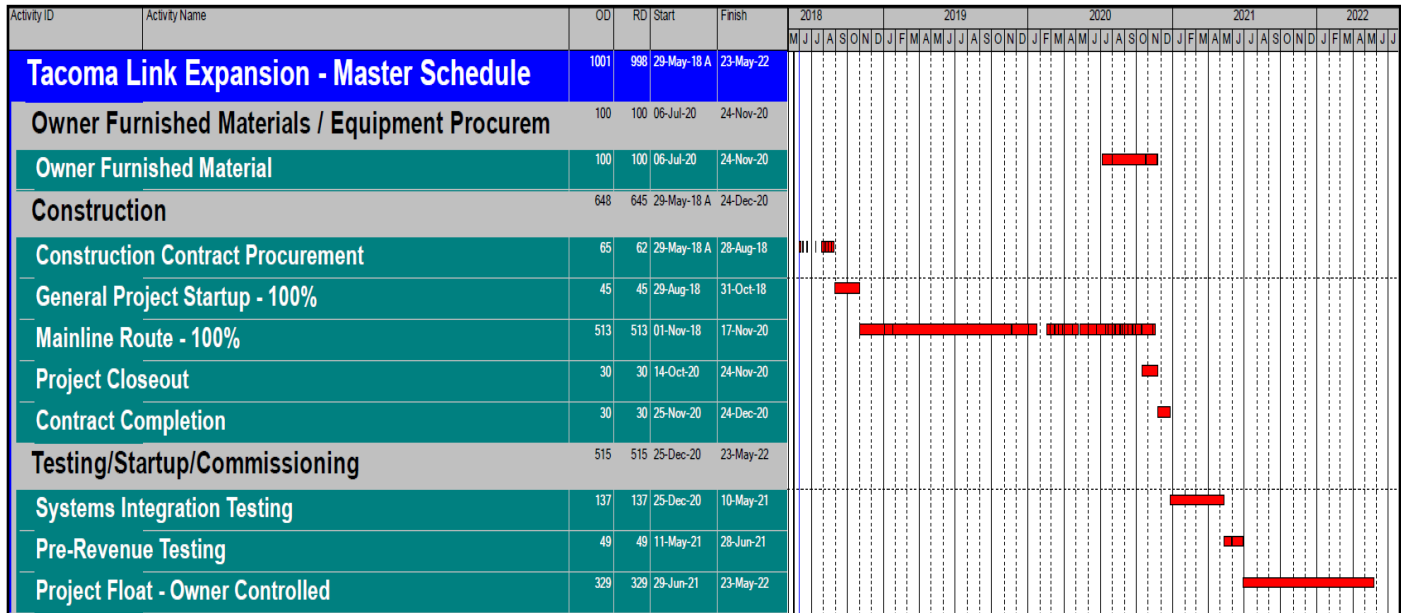 Activity ID Activity Name OD RD Start Finish 2018 2019 2020 2021 2022
M J J A S O N D J F M A M J J A S O N D J F M A M J J A S O N D J F M A M J J A S O N D J F M A M J J
Tacoma Link Expansion - Master Schedule 1001 998 29-May-18 A 23-May-22
Owner Furnished Materials / Equipment Procurem 100 100 06-Jul-20 24-Nov-20
Owner Furnished Material 100 100 06-Jul-20 24-Nov-20
Construction 648 645 29-May-18 A 24-Dec-20
Construction Contract Procurement 65 62 29-May-18 A 28-Aug-18
General Project Startup - 100% 45 45 29-Aug-18 31-Oct-18
Mainline Route - 100% 513 513 01-Nov-18 17-Nov-20
Project Closeout 30 30 14-Oct-20 24-Nov-20
Contract Completion 30 30 25-Nov-20 24-Dec-20
Testing/Startup/Commissioning 515 515 25-Dec-20 23-May-22
Systems Integration Testing 137 137 25-Dec-20 10-May-21
Pre-Revenue Testing 49 49 11-May-21 28-Jun-21
Project Float - Owner Controlled 329 329 29-Jun-21 23-May-22